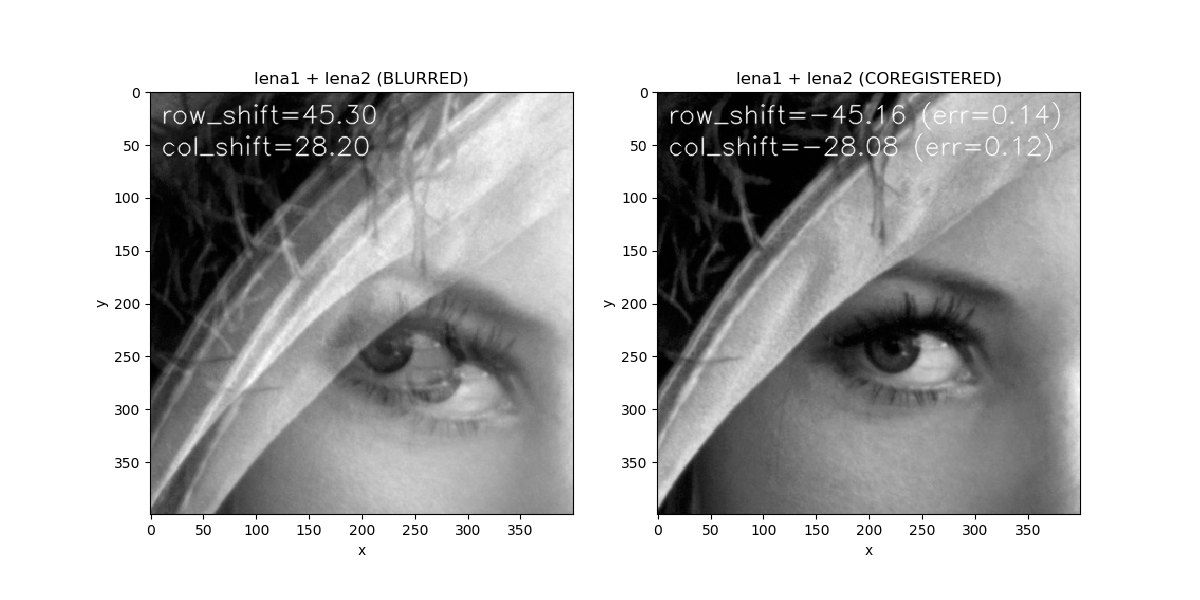 lena1 + lena2 (BLURRED)
row_shift=45.30
col_shift=28.20
0
50
100
150
200
250
300
350
y
0 50 100 150 200 250 300 350
x
lena1 + lena2 (COREGISTERED)
row_shift=-45.16 (err=0.14)
col_shift=-28.08 (err=0.12)
0
50
100
150
200
250
300
350
y
0 50 100 150 200 250 300 350
x